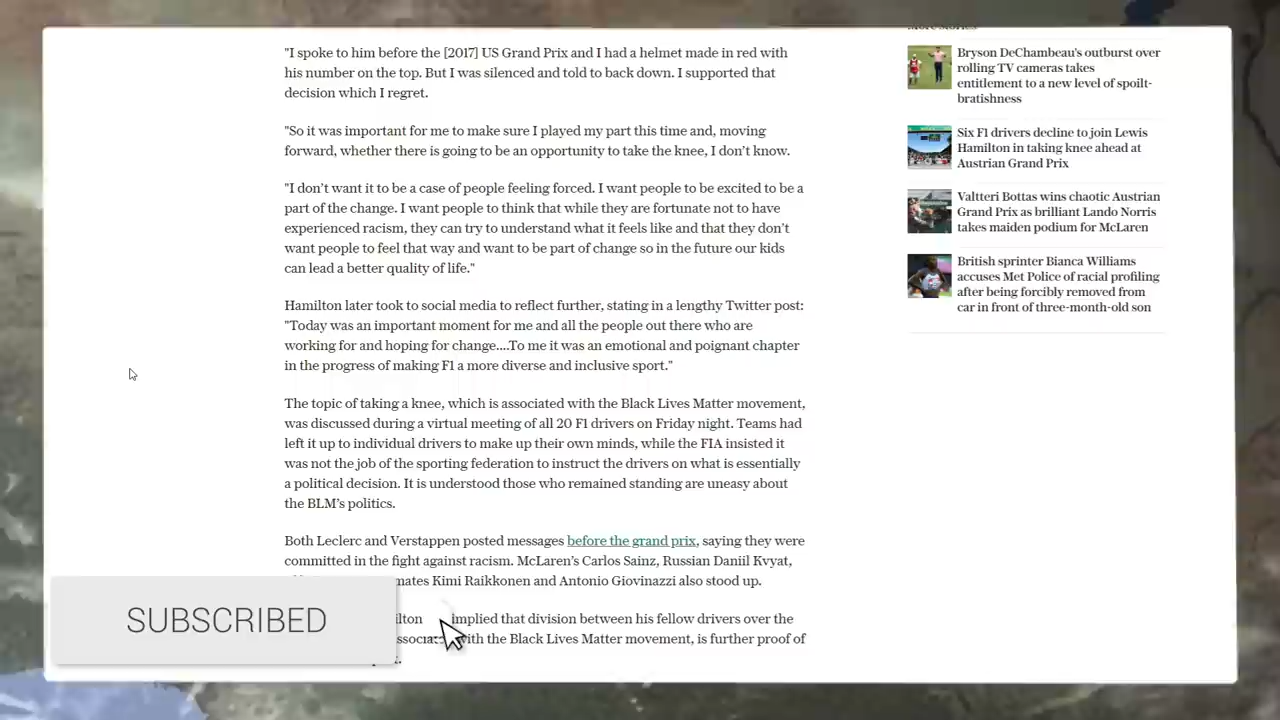 More Stories
"I spoke to him before the [2017] US Grand Prix and I had a helmet made in red with
his number on the top. But I was silenced and told to back down. I supported that
decision which I regret.
"So it was important for me to make sure I played my part this time and, moving
forward, whether there is going to be an opportunity to take the knee, I don't know.
"I don't want it to be a case of people feeling forced. I want people to be excited to be a
part of the change. I want people to think that while they are fortunate not to have
experienced racism, they can try to understand what it feels like and that they don't
want people to feel that way and want to be part of change so in the future our kids
can lead a better quality of life."
Hamilton later took to social media to reflect further, stating in a lengthy Twitter post:
"Today was an important moment for me and all the people out there who are
working for and hoping for change....To me it was an emotional and poignant chapter
in the progress of making F1 a more diverse and inclusive sport."
The topic of taking a knee, which is associated with the Black Lives Matter movement,
was discussed during a virtual meeting of all 20 F1 drivers on Friday night. Teams had
left it up to individual drivers to make up their own minds, while the FIA insisted it
was not the job of the sporting federation to instruct the drivers on what is essentially
a political decision. It is understood those who remained standing are uneasy about
the BLM's politics.
Both Leclerc and Verstappen posted messages before the grand prix, saying they were
committed in the fight against racism. McLaren's Carlos Sainz, Russian Daniil Kvyat,
mates Kimi Raikkonen and Antonio Giovinazzi also stood up.
ilton implied that division between his fellow drivers over the
with the Black Lives Matter movement, is further proof of
SUBSCRIBED
Bryson DeChambeau's outburst over
rolling TV cameras takes
entitlement to a new level of spoilt-
bratishness
Six F1 drivers decline to join Lewis
Hamilton in taking knee ahead at
Austrian Grand Prix
Valtteri Bottas wins chaotic Austrian
Grand Prix as brilliant Lando Norris
takes maiden podium for McLaren
British sprinter Bianca Williams
accuses Met Police of racial profiling
after being forcibly removed from
car in front of three-month-old son